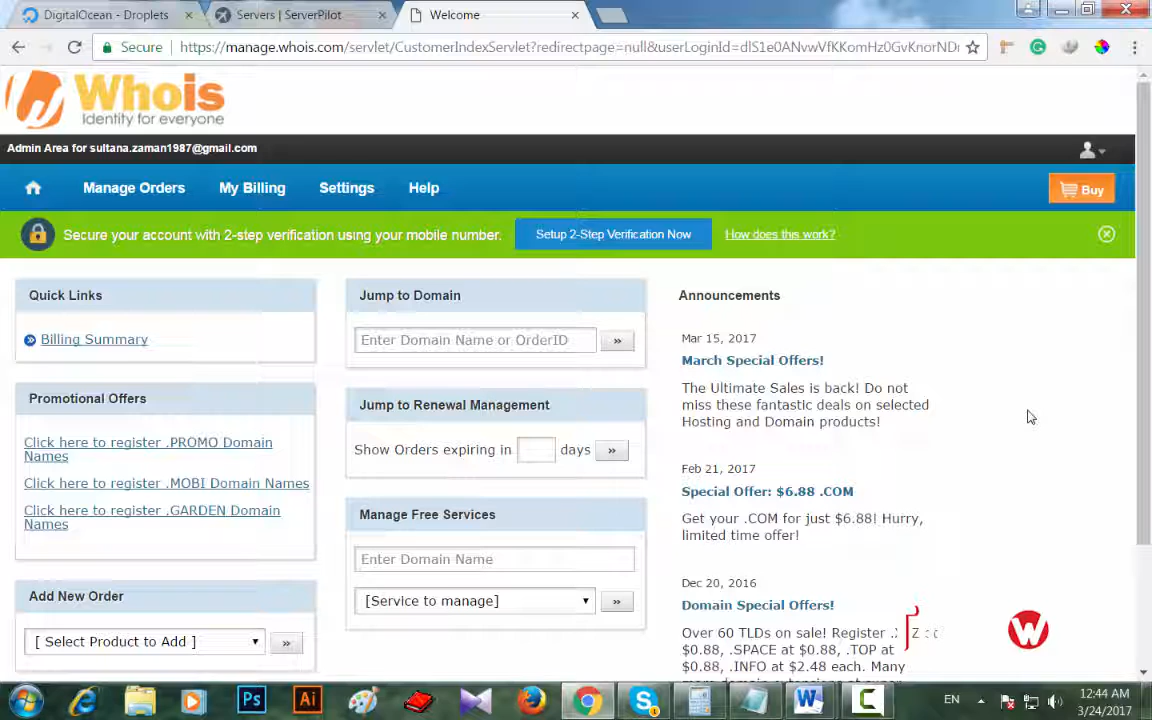 DigitalOcean - Droplets
Servers | ServerPilot
Welcome
Secure
https://manage.whois.com/servlet/CustomerIndexServlet?redirectpage=null&userLoginId=dlS1e0ANvwVfKKomHz0GvKnorNDr
Whois
Identity for everyone
Admin Area for sultana.zaman1987@gmail.com
Manage Orders
My Billing
Settings
Help
Buy
Secure your account with 2-step verification using your mobile number.
Setup 2-Step Verification Now
How does this work?
Quick Links
Billing Summary
Promotional Offers
Click here to register .PROMO Domain
Names
Click here to register .MOBI Domain Names
Click here to register .GARDEN Domain
Names
Add New Order
[ Select Product to Add ]
Jump to Domain
Enter Domain Name or OrderID
Jump to Renewal Management
Show Orders expiring in
days
Manage Free Services
Enter Domain Name
[Service to manage]
Announcements
Mar 15, 2017
March Special Offers!
The Ultimate Sales is back! Do not
miss these fantastic deals on selected
Hosting and Domain products!
Feb 21, 2017
Special Offer: $6.88 .COM
Get your .COM for just $6.88! Hurry,
limited time offer!
Dec 20, 2016
Domain Special Offers!
Over 60 TLDs on sale! Register
$0.88, .SPACE at $0.88, .TOP at
$0.88, .INFO at $2.48 each. Many
W
Ps
Ai
EN
12:44 AM
3/24/2017